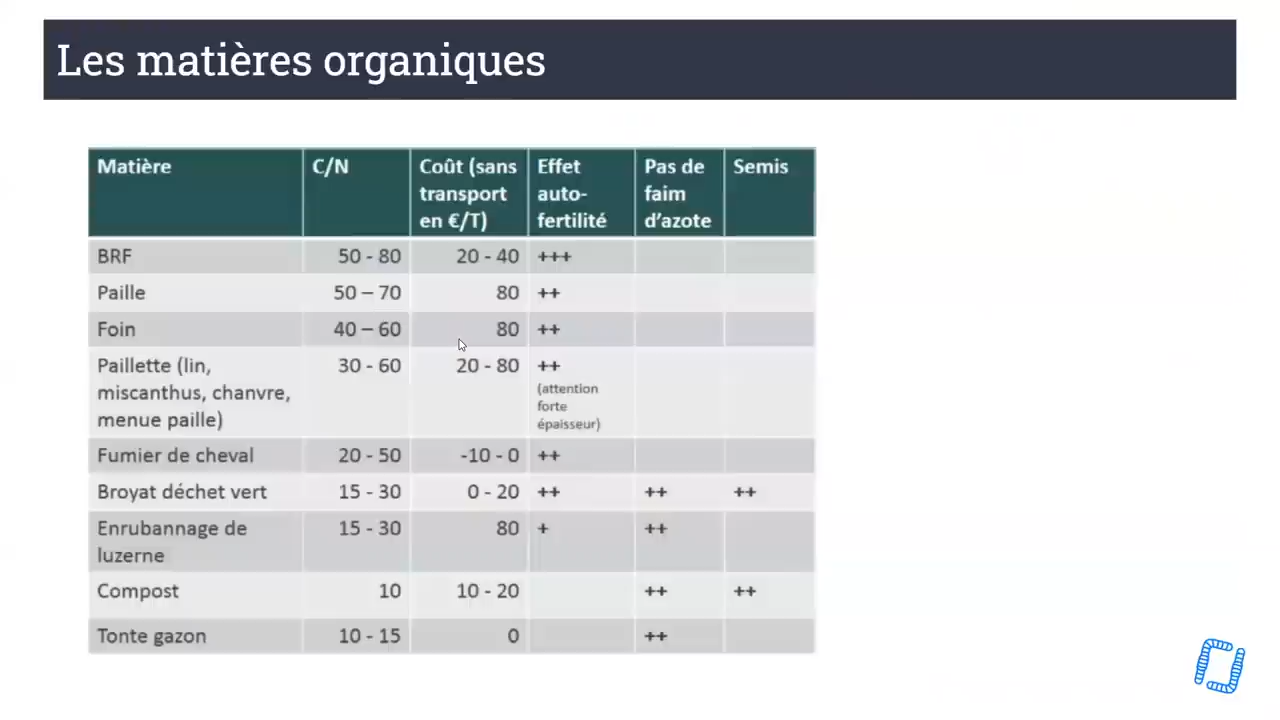 Les matières organiques
Matière C/N Coût (sans transport en €/T) Effet auto-fertilité Pas de faim d'azote Semis
BRF 50 - 80 20 - 40 +++
Paille 50 – 70 80 ++
Foin 40 – 60 80 ++
Paillette (lin, miscanthus, chanvre, menue paille) 30 - 60 20 - 80 ++ (attention forte épaisseur)
Fumier de cheval 20 - 50 -10 - 0 ++
Broyat déchet vert 15 - 30 0 - 20 ++ ++ ++
Enrubannage de luzerne 15 - 30 80 + ++
Compost 10 10 - 20 ++ ++
Tonte gazon 10 - 15 0 ++